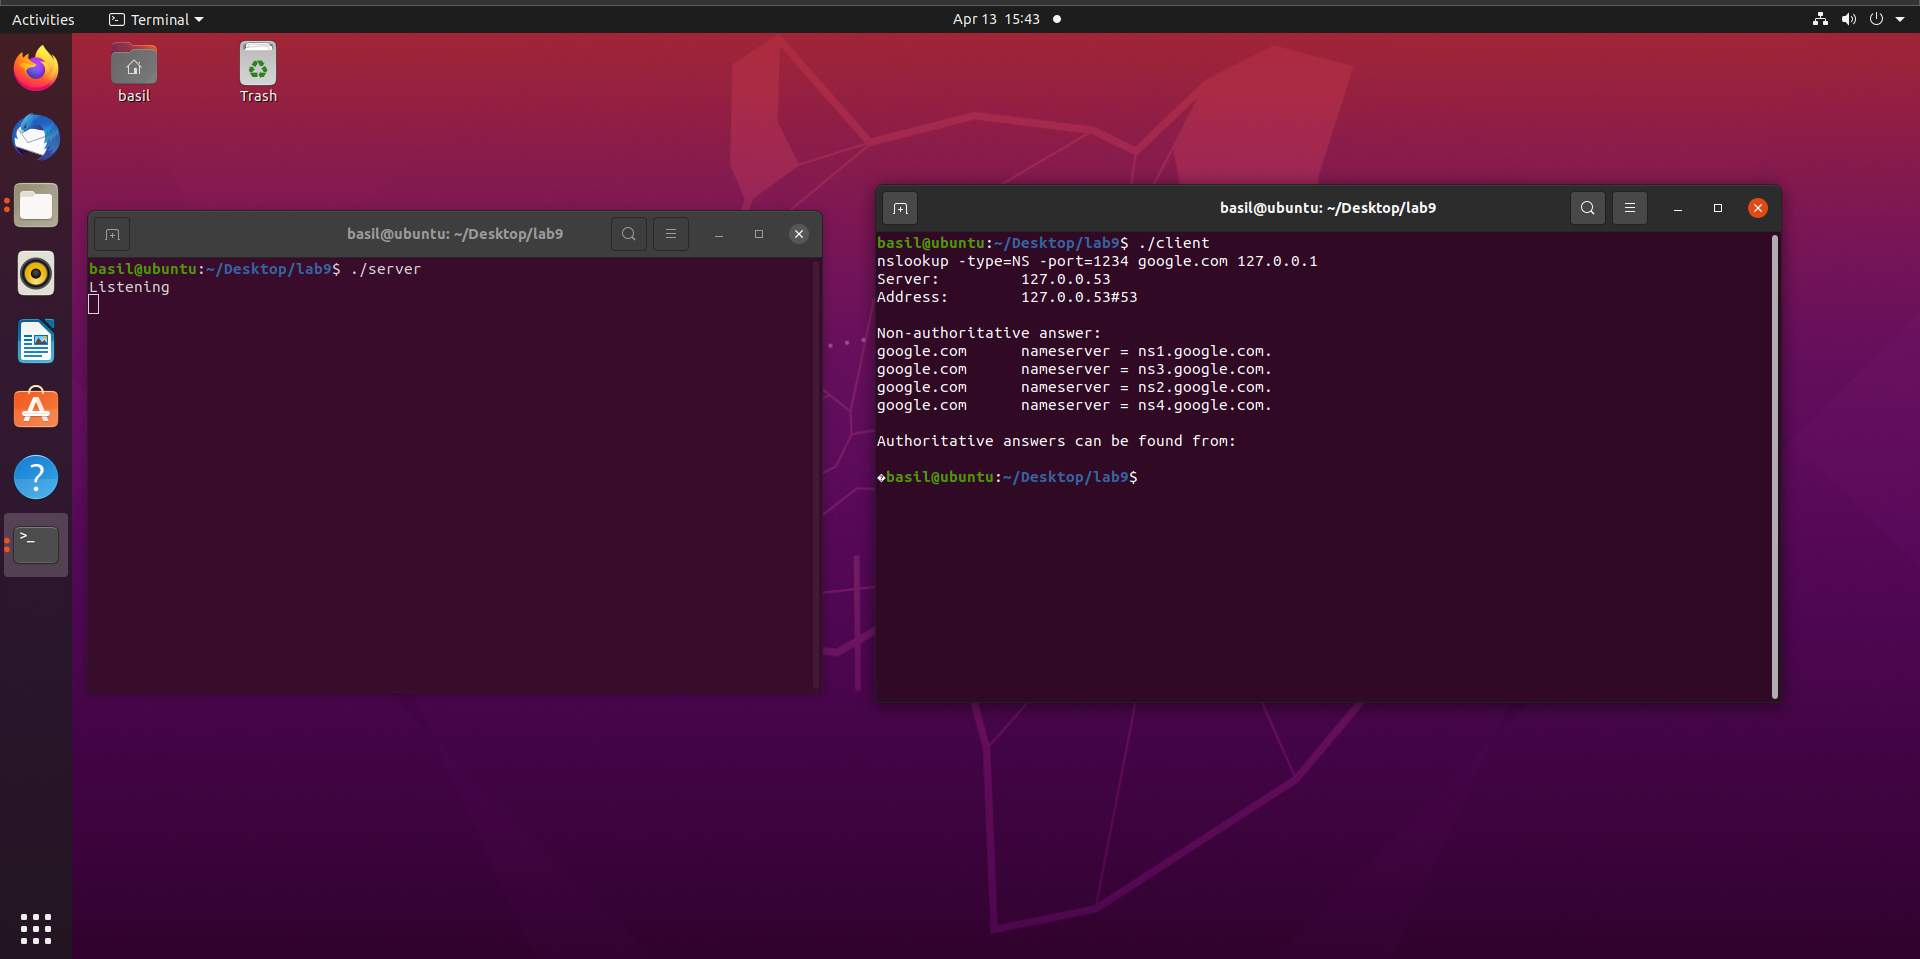 Activities
Terminal
Apr 13 15:43
basil
Trash
basil@ubuntu: ~/Desktop/lab9
basil@ubuntu:~/Desktop/lab9$ ./server
Listening
basil@ubuntu: ~/Desktop/lab9
basil@ubuntu:~/Desktop/lab9$ ./client
nslookup -type=NS -port=1234 google.com 127.0.0.1
Server:         127.0.0.53
Address:        127.0.0.53#53
Non-authoritative answer:
google.com      nameserver = ns1.google.com.
google.com      nameserver = ns3.google.com.
google.com      nameserver = ns2.google.com.
google.com      nameserver = ns4.google.com.
Authoritative answers can be found from:
�basil@ubuntu:~/Desktop/lab9$